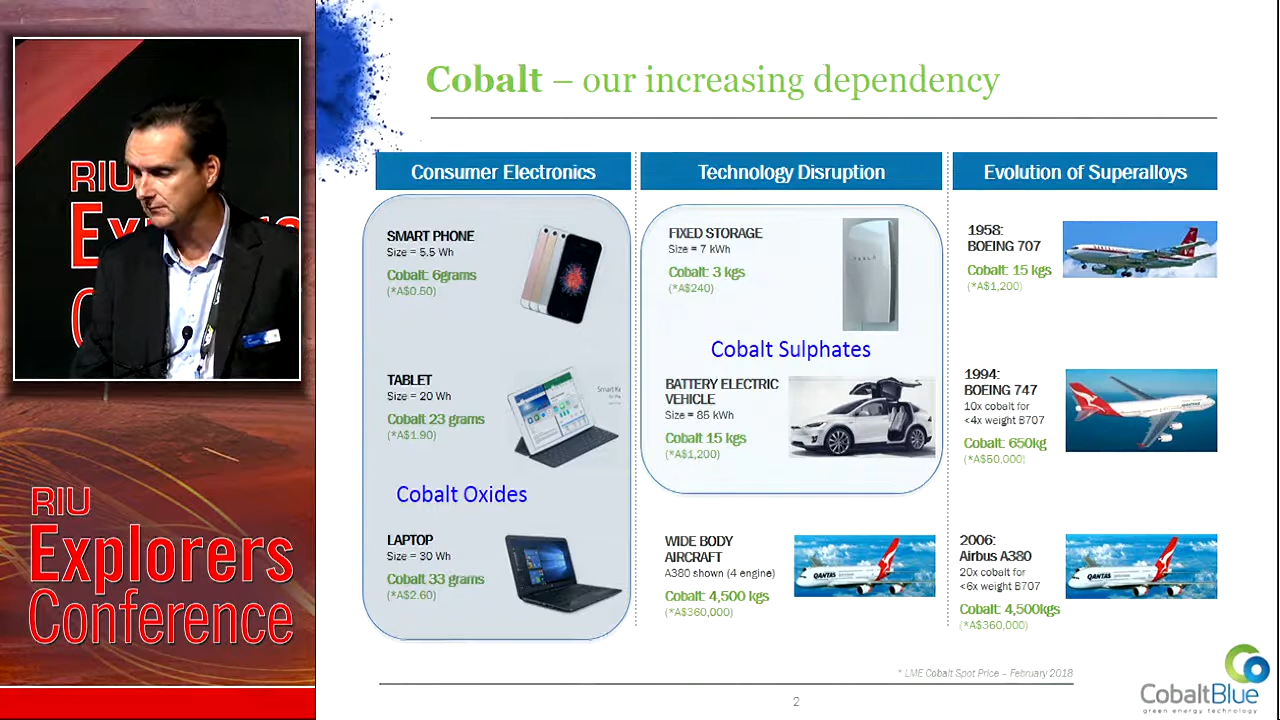 RIU
Explorers
Conference
Cobalt – our increasing dependency
Consumer Electronics
SMART PHONE
Size = 5.5 Wh
Cobalt: 6grams
(*A$0.50)
TABLET
Size = 20 Wh
Cobalt 23 grams
(*A$1.90)
Cobalt Oxides
LAPTOP
Size = 30 Wh
Cobalt 33 grams
(*A$2.60)
Technology Disruption
FIXED STORAGE
Size = 7 kWh
Cobalt: 3 kgs
(*A$240)
TESLA
Cobalt Sulphates
BATTERY ELECTRIC
VEHICLE
Size = 85 kWh
Cobalt 15 kgs
(*A$1,200)
WIDE BODY
AIRCRAFT
A380 shown (4 engine)
Cobalt: 4,500 kgs
(*A$360,000)
QANTAS
Evolution of Superalloys
1958:
BOEING 707
Cobalt: 15 kgs
(*A$1,200)
1994:
BOEING 747
10x cobalt for
<4x weight B707
Cobalt: 650kg
(*A$50,000)
2006:
Airbus A380
20x cobalt for
<6x weight B707
Cobalt: 4,500kgs
(*A$360,000)
QANTAS
* LME Cobalt Spot Price – February 2018
2
CobaltBlue
green energy technology
RIU